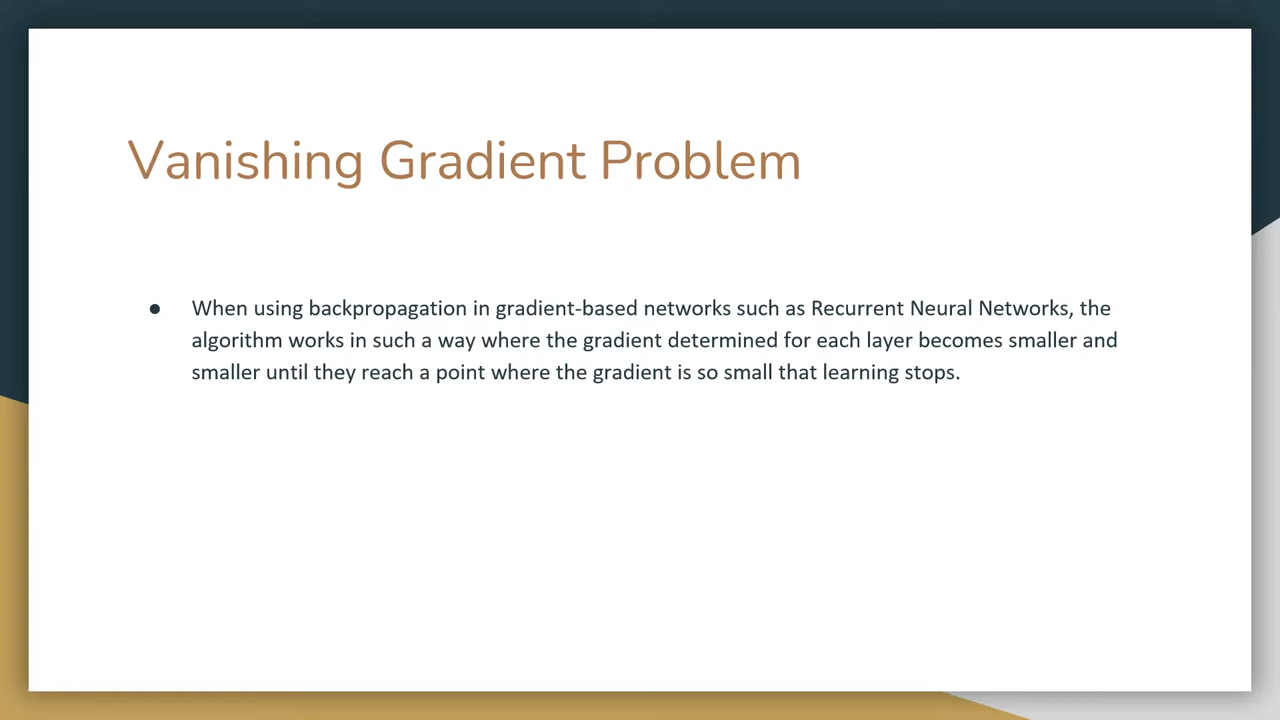 Vanishing Gradient Problem
● When using backpropagation in gradient-based networks such as Recurrent Neural Networks, the
algorithm works in such a way where the gradient determined for each layer becomes smaller and
smaller until they reach a point where the gradient is so small that learning stops.